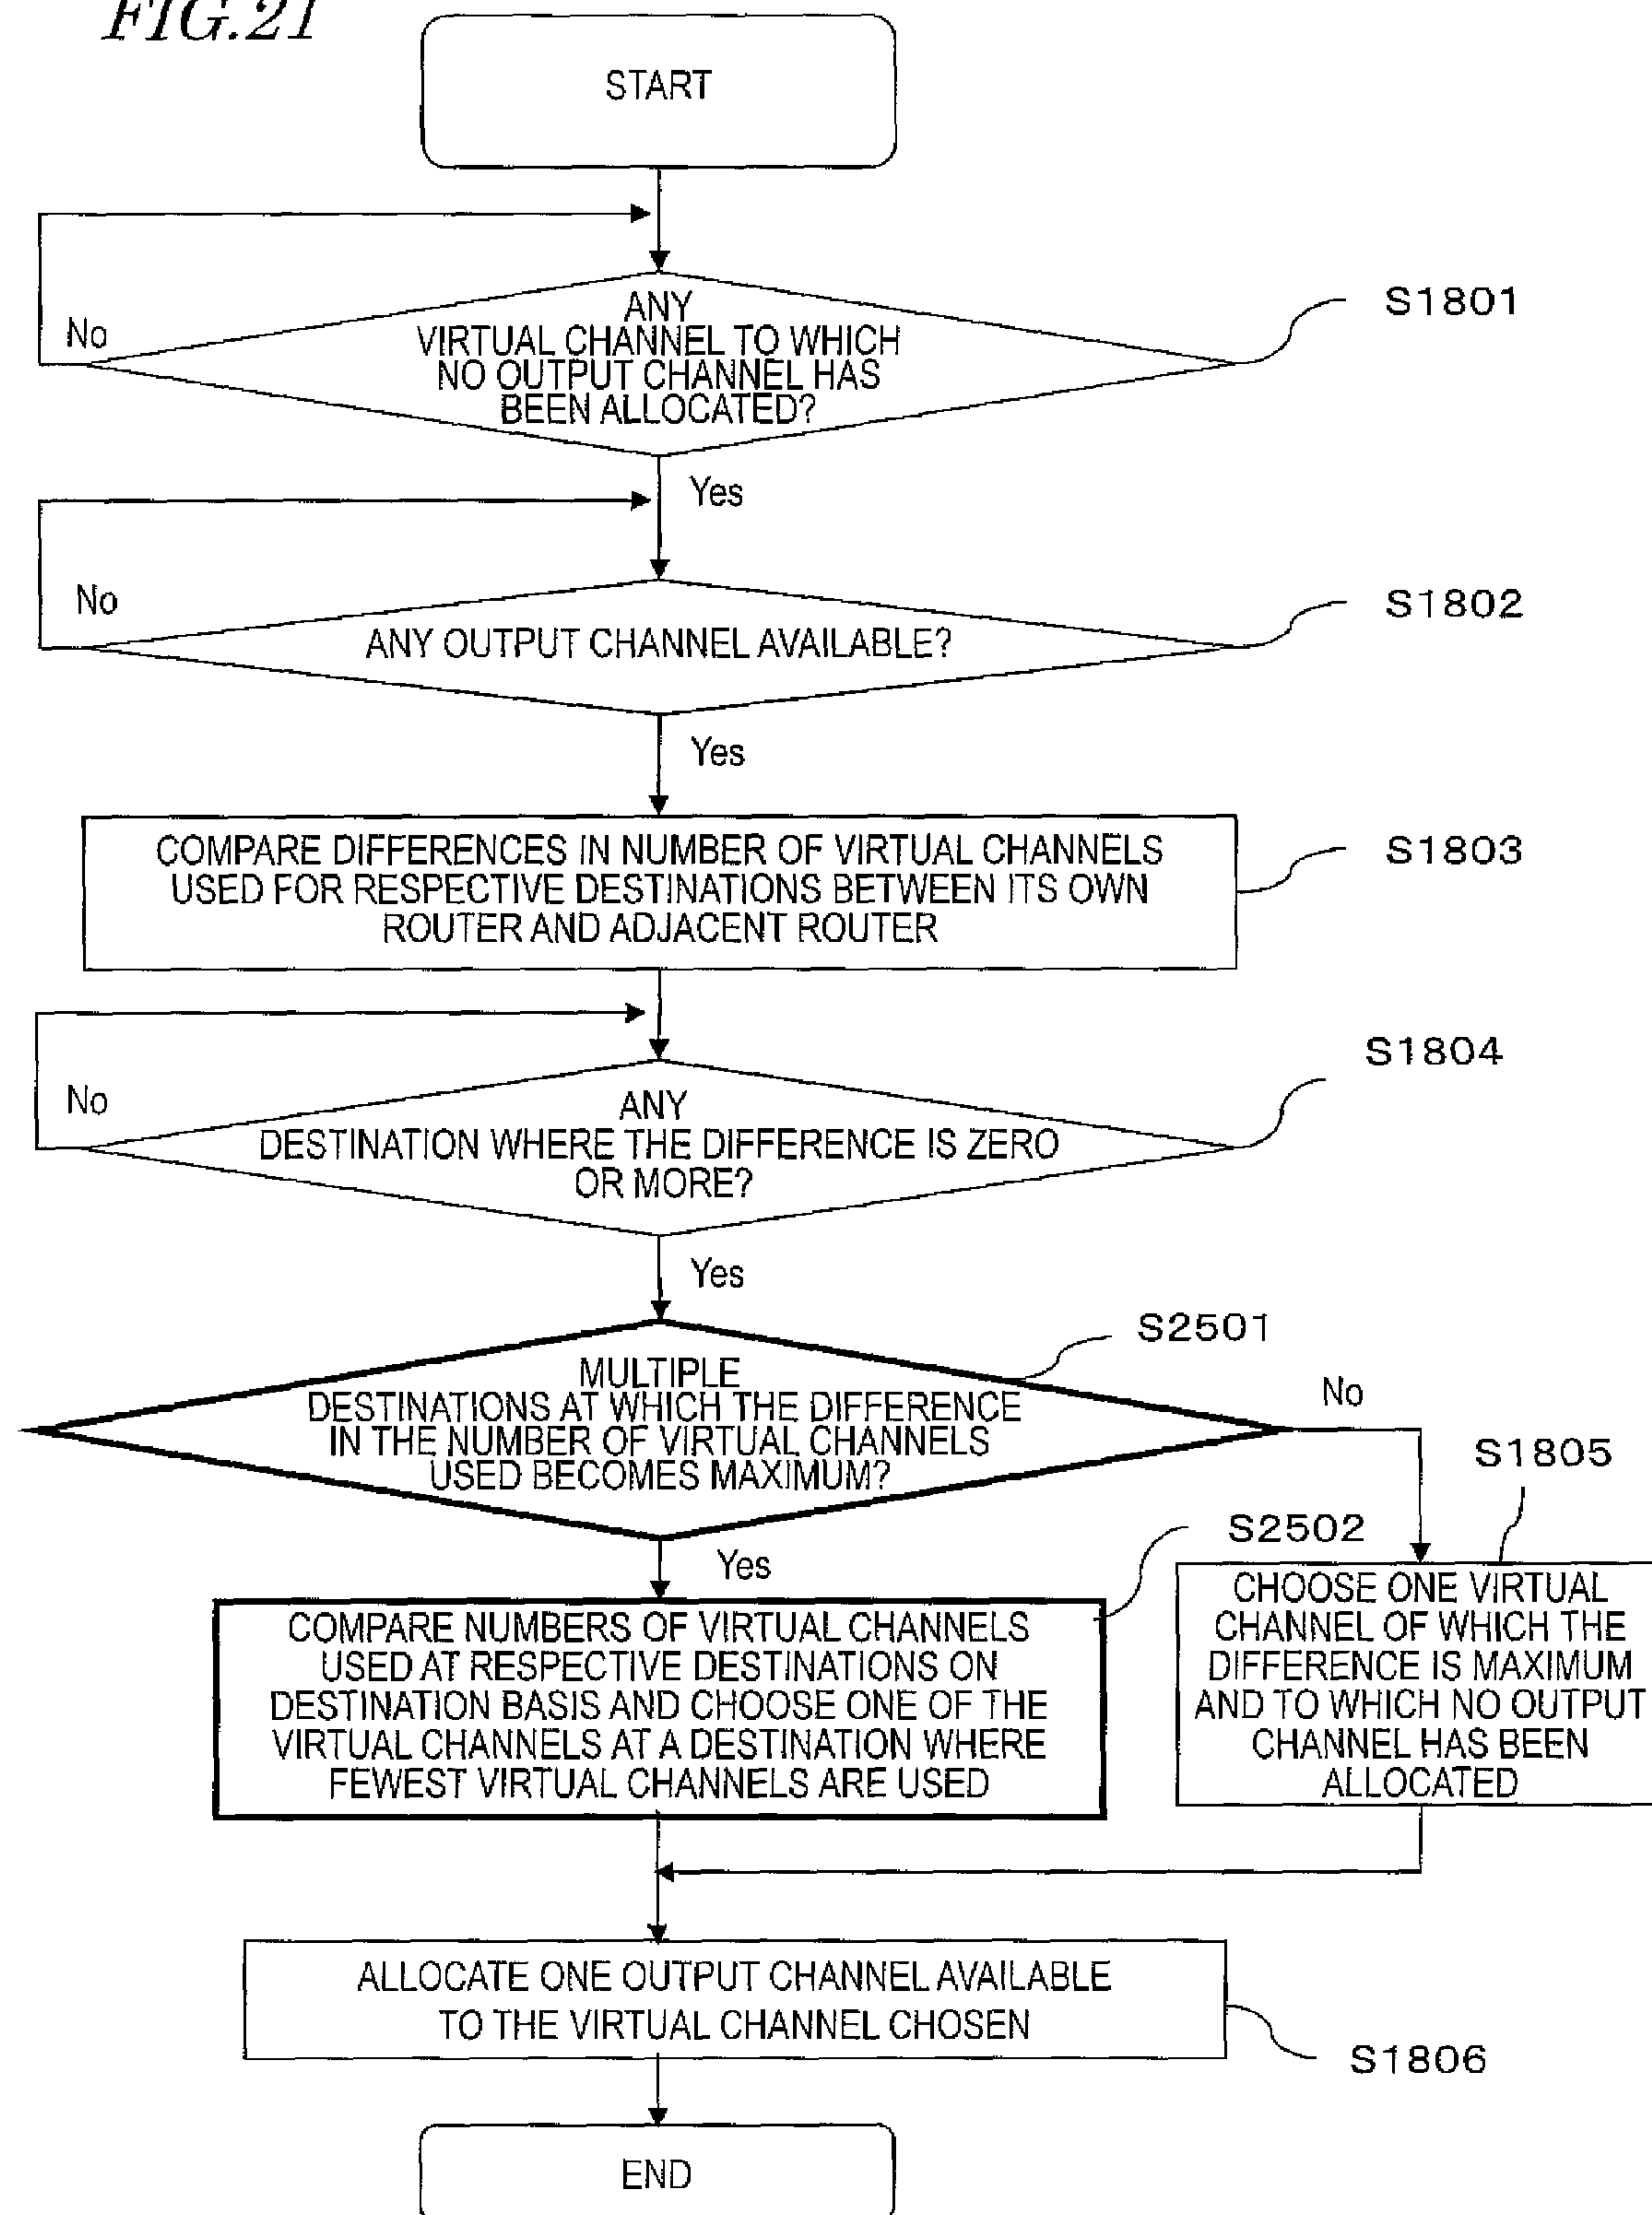 FIG.21
START
ANY
VIRTUAL CHANNEL TO WHICH
NO OUTPUT CHANNEL HAS
BEEN ALLOCATED?
S1801
No
Yes
ANY OUTPUT CHANNEL AVAILABLE?
S1802
No
Yes
COMPARE DIFFERENCES IN NUMBER OF VIRTUAL CHANNELS
USED FOR RESPECTIVE DESTINATIONS BETWEEN ITS OWN
ROUTER AND ADJACENT ROUTER
S1803
ANY
DESTINATION WHERE THE DIFFERENCE IS ZERO
OR MORE?
S1804
No
Yes
MULTIPLE
DESTINATIONS AT WHICH THE DIFFERENCE
IN THE NUMBER OF VIRTUAL CHANNELS
USED BECOMES MAXIMUM?
S2501
No
Yes
COMPARE NUMBERS OF VIRTUAL CHANNELS
USED AT RESPECTIVE DESTINATIONS ON
DESTINATION BASIS AND CHOOSE ONE OF THE
VIRTUAL CHANNELS AT A DESTINATION WHERE
FEWEST VIRTUAL CHANNELS ARE USED
S2502
S1805
CHOOSE ONE VIRTUAL
CHANNEL OF WHICH THE
DIFFERENCE IS MAXIMUM
AND TO WHICH NO OUTPUT
CHANNEL HAS BEEN
ALLOCATED
ALLOCATE ONE OUTPUT CHANNEL AVAILABLE
TO THE VIRTUAL CHANNEL CHOSEN
S1806
END